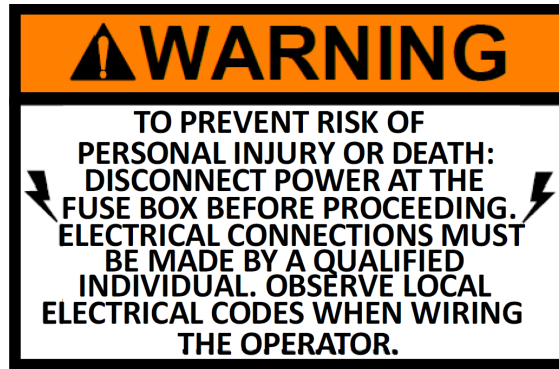 WARNING
TO PREVENT RISK OF
PERSONAL INJURY OR DEATH:
DISCONNECT POWER AT THE
FUSE BOX BEFORE PROCEEDING.
ELECTRICAL CONNECTIONS MUST
BE MADE BY A QUALIFIED
INDIVIDUAL. OBSERVE LOCAL
ELECTRICAL CODES WHEN WIRING
THE OPERATOR.